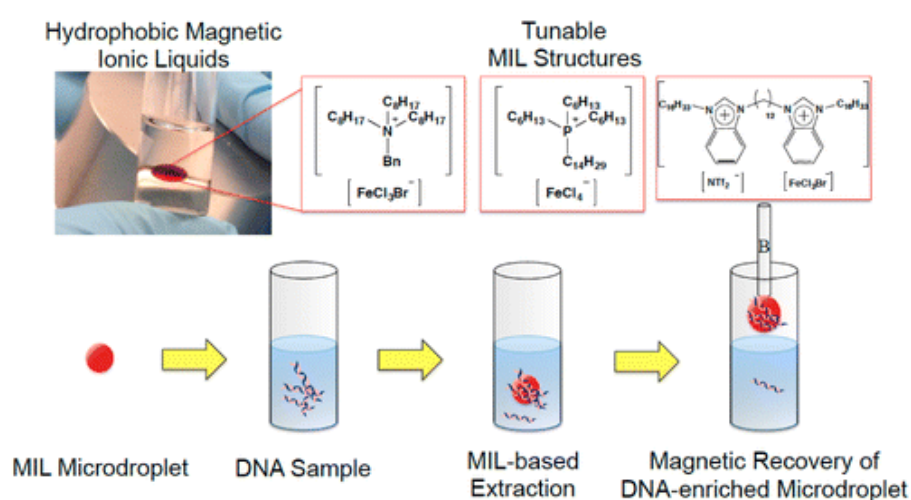 Hydrophobic Magnetic
Ionic Liquids
Tunable
MIL Structures
C₈H₁₇
C₈H₁₇ N⁺ C₈H₁₇
Bn
[FeCl₃Br⁻]
C₆H₁₃
C₆H₁₃ P⁺ C₆H₁₃
C₁₄H₂₉
[FeCl₄⁻]
N N 12 N N
[NTf₂⁻] [FeCl₃Br⁻]
B
MIL Microdroplet
DNA Sample
MIL-based
Extraction
Magnetic Recovery of
DNA-enriched Microdroplet